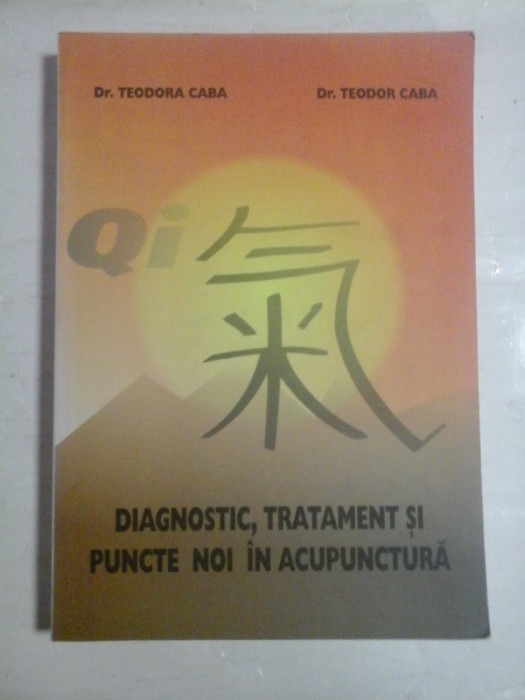 Dr. TEODORA CABA
Dr. TEODOR CABA
Qi
氣
DIAGNOSTIC, TRATAMENT ȘI
PUNCTE NOI ÎN ACUPUNCTURĂ